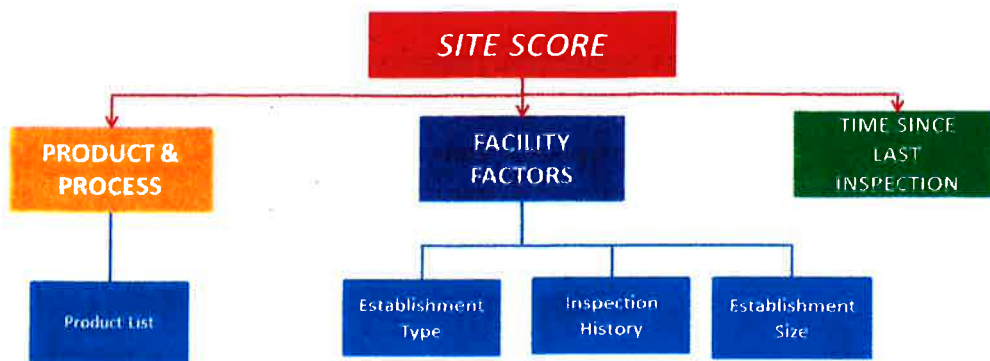 SITE SCORE
PRODUCT &
PROCESS
FACILITY
FACTORS
TIME SINCE
LAST
INSPECTION
Product List
Establishment
Type
Inspection
History
Establishment
Size